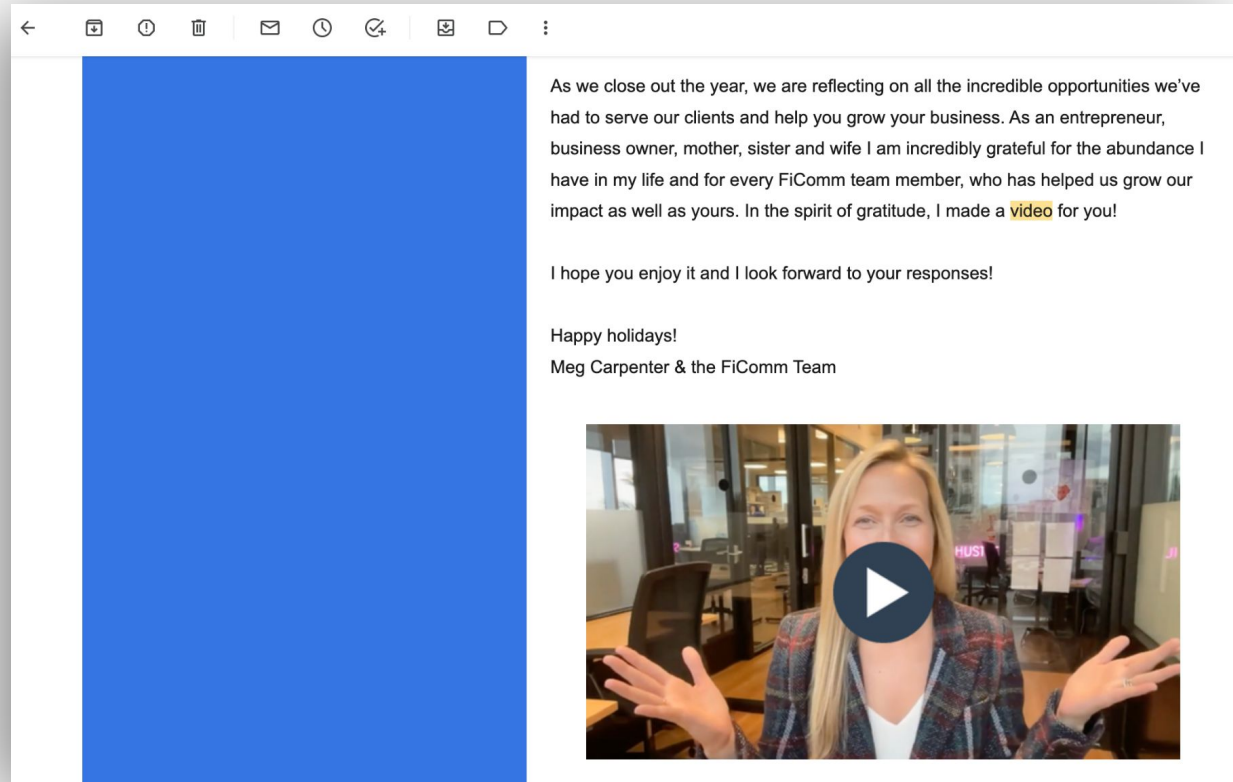 As we close out the year, we are reflecting on all the incredible opportunities we’ve
had to serve our clients and help you grow your business. As an entrepreneur,
business owner, mother, sister and wife I am incredibly grateful for the abundance I
have in my life and for every FiComm team member, who has helped us grow our
impact as well as yours. In the spirit of gratitude, I made a video for you!
I hope you enjoy it and I look forward to your responses!
Happy holidays!
Meg Carpenter & the FiComm Team
HUST